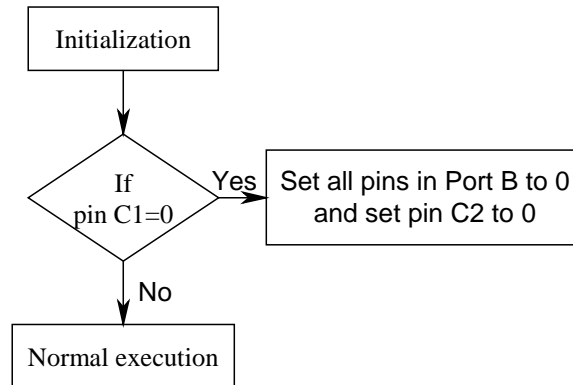 Initialization
If
pin C1=0
Yes
Set all pins in Port B to 0
and set pin C2 to 0
No
Normal execution